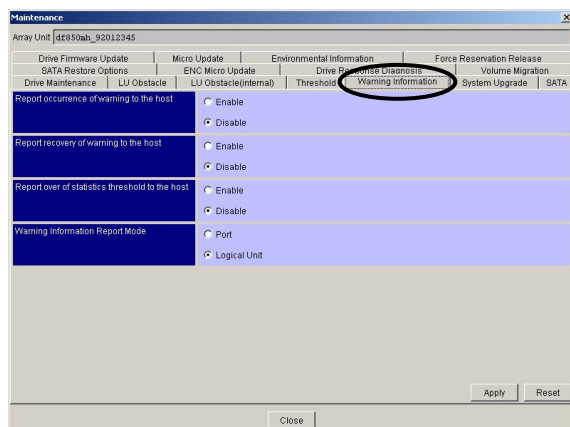 Maintenance
Array Unit df850mh_92012345
Drive Firmware Update Micro Update Environmental Information Force Reservation Release
SATA Restore Options ENC Micro Update Drive Response Diagnosis Volume Migration
Drive Maintenance LU Obstacle LU Obstacle(internal) Threshold Warning Information System Upgrade SATA
Report occurrence of warning to the host
Enable
Disable
Report recovery of warning to the host
Enable
Disable
Report over of statistics threshold to the host
Enable
Disable
Warning Information Report Mode
Port
Logical Unit
Apply Reset
Close